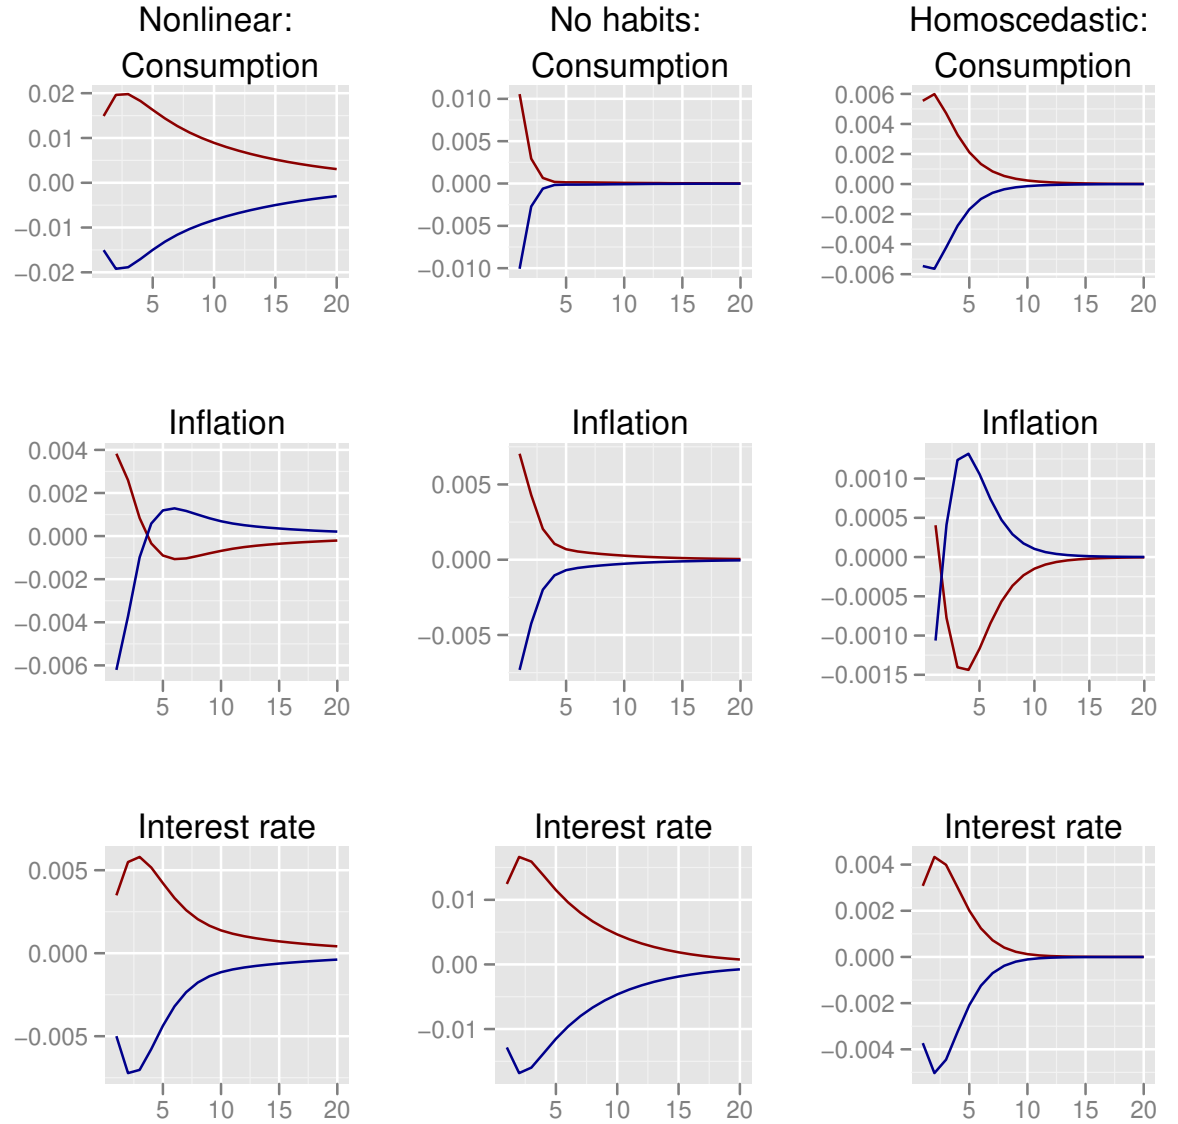 Nonlinear:
No habits:
Homoscedastic:
Consumption
0.02
0.01
0.00
−0.01
−0.02
5 10 15 20
Consumption
0.010
0.005
0.000
−0.005
−0.010
5 10 15 20
Consumption
0.006
0.004
0.002
0.000
−0.002
−0.004
−0.006
5 10 15 20
Inflation
0.004
0.002
0.000
−0.002
−0.004
−0.006
5 10 15 20
Inflation
0.005
0.000
−0.005
5 10 15 20
Inflation
0.0010
0.0005
0.0000
−0.0005
−0.0010
−0.0015
5 10 15 20
Interest rate
0.005
0.000
−0.005
5 10 15 20
Interest rate
0.01
0.00
−0.01
5 10 15 20
Interest rate
0.004
0.002
0.000
−0.002
−0.004
5 10 15 20